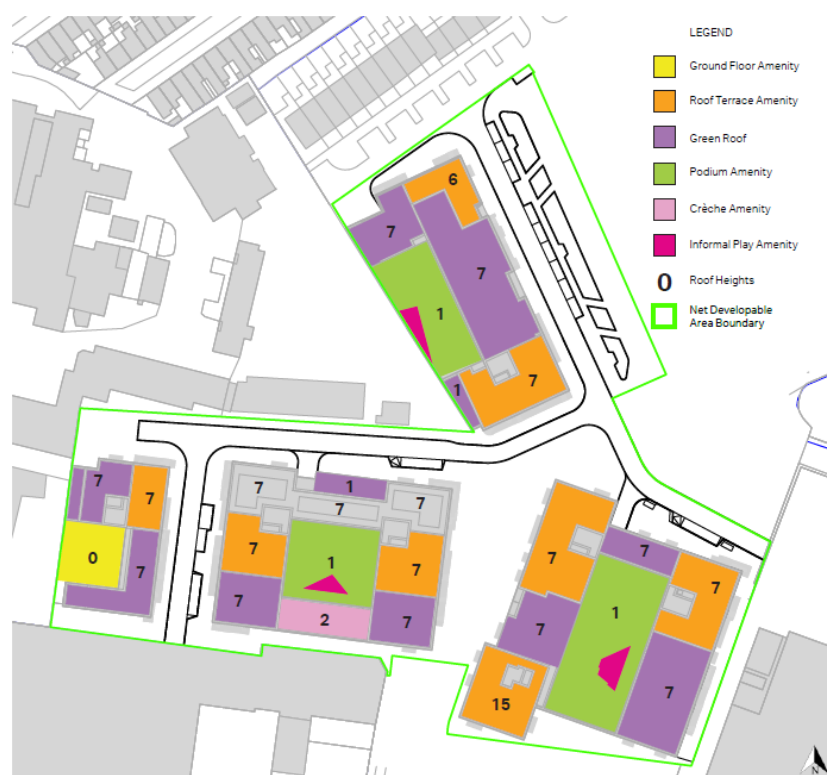 LEGEND
Ground Floor Amenity
Roof Terrace Amenity
Green Roof
Podium Amenity
Crèche Amenity
Informal Play Amenity
0 Roof Heights
Net Developable
Area Boundary
6
7
7
1
7
1
7
7
0
7
1
7
7
7
7
1
7
7
2
7
7
7
7
1
7
7
15
N